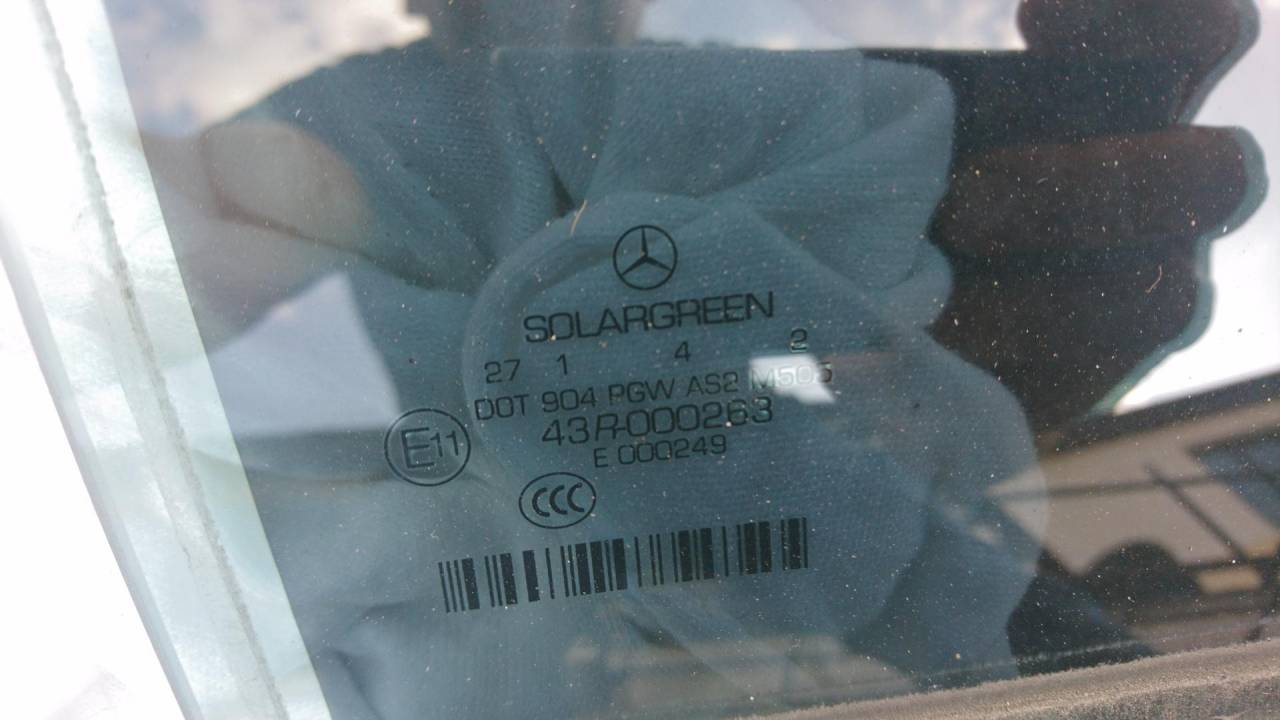 SOLARGREEN
27 1 4 2
DOT 904 PGW AS2 M505
43R-000263
E11
E 000249
CCC